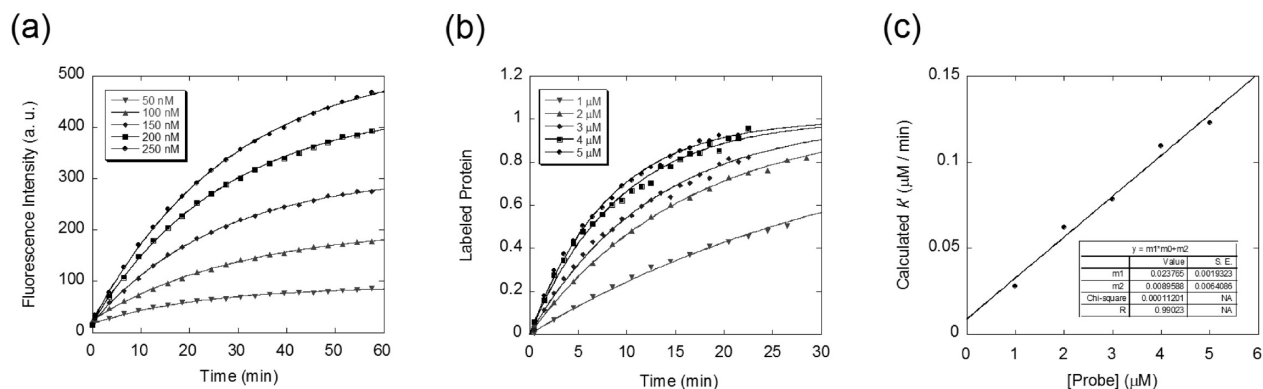 (a)
500
400
300
200
100
0
Fluorescence Intensity (a. u.)
50 nM
100 nM
150 nM
200 nM
250 nM
0 10 20 30 40 50 60
Time (min)
(b)
1.2
1
0.8
0.6
0.4
0.2
0
Labeled Protein
1 μM
2 μM
3 μM
4 μM
5 μM
0 5 10 15 20 25 30
Time (min)
(c)
0.15
0.1
0.05
0
Calculated K (μM / min)
y = m1*m0+m2
Value S. E.
m1 0.023765 0.0019323
m2 0.0089588 0.0064086
Chi-square 0.00011201 NA
R 0.99023 NA
0 1 2 3 4 5 6
[Probe] (μM)